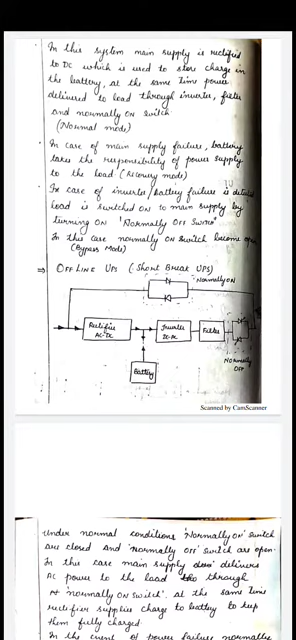 In this system main supply is rectified
to DC which is used to store charge in
the battery, at the same time power
delivered to load through inverter, filter
and normally ON switch
(Normal mode)
In case of main supply failure, battery
takes the responsibility of power supply
to the load. (Recovery mode)
In case of inverter/battery failure is
load is switched ON to main supply by
turning ON 'Normally OFF Switch'
In this case normally ON switch become open
(Bypass Mode)
⇒ OFF LINE UPS (Short Break UPS)
Normally ON
Rectifier
AC-DC
Inverter
DC-AC
Filter
Battery
Normally
OFF
Scanned by CamScanner
Under normal conditions 'Normally ON' switch
are closed and 'normally OFF' switch are open.
In this case main supply delivers
AC power to the load through
'normally ON switch'. at the same time
rectifier supplies charge to battery to keep
them fully charged.
In the event of power failure normally